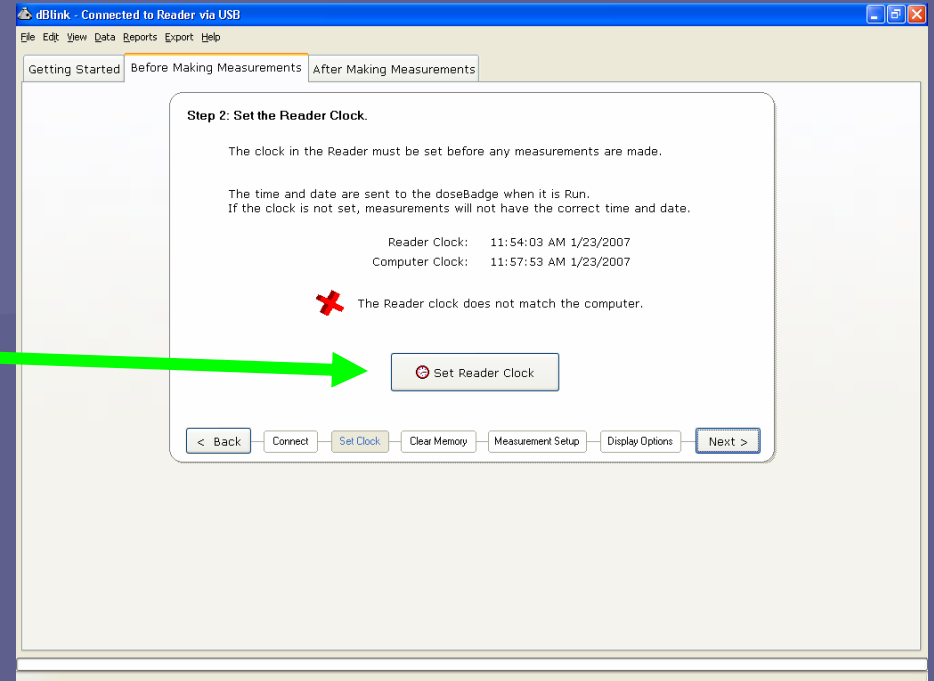 dBlink - Connected to Reader via USB
File Edit View Data Reports Export Help
Getting Started Before Making Measurements After Making Measurements
Step 2: Set the Reader Clock.
The clock in the Reader must be set before any measurements are made.
The time and date are sent to the doseBadge when it is Run.
If the clock is not set, measurements will not have the correct time and date.
Reader Clock: 11:54:03 AM 1/23/2007
Computer Clock: 11:57:53 AM 1/23/2007
The Reader clock does not match the computer.
Set Reader Clock
< Back Connect Set Clock Clear Memory Measurement Setup Display Options Next >